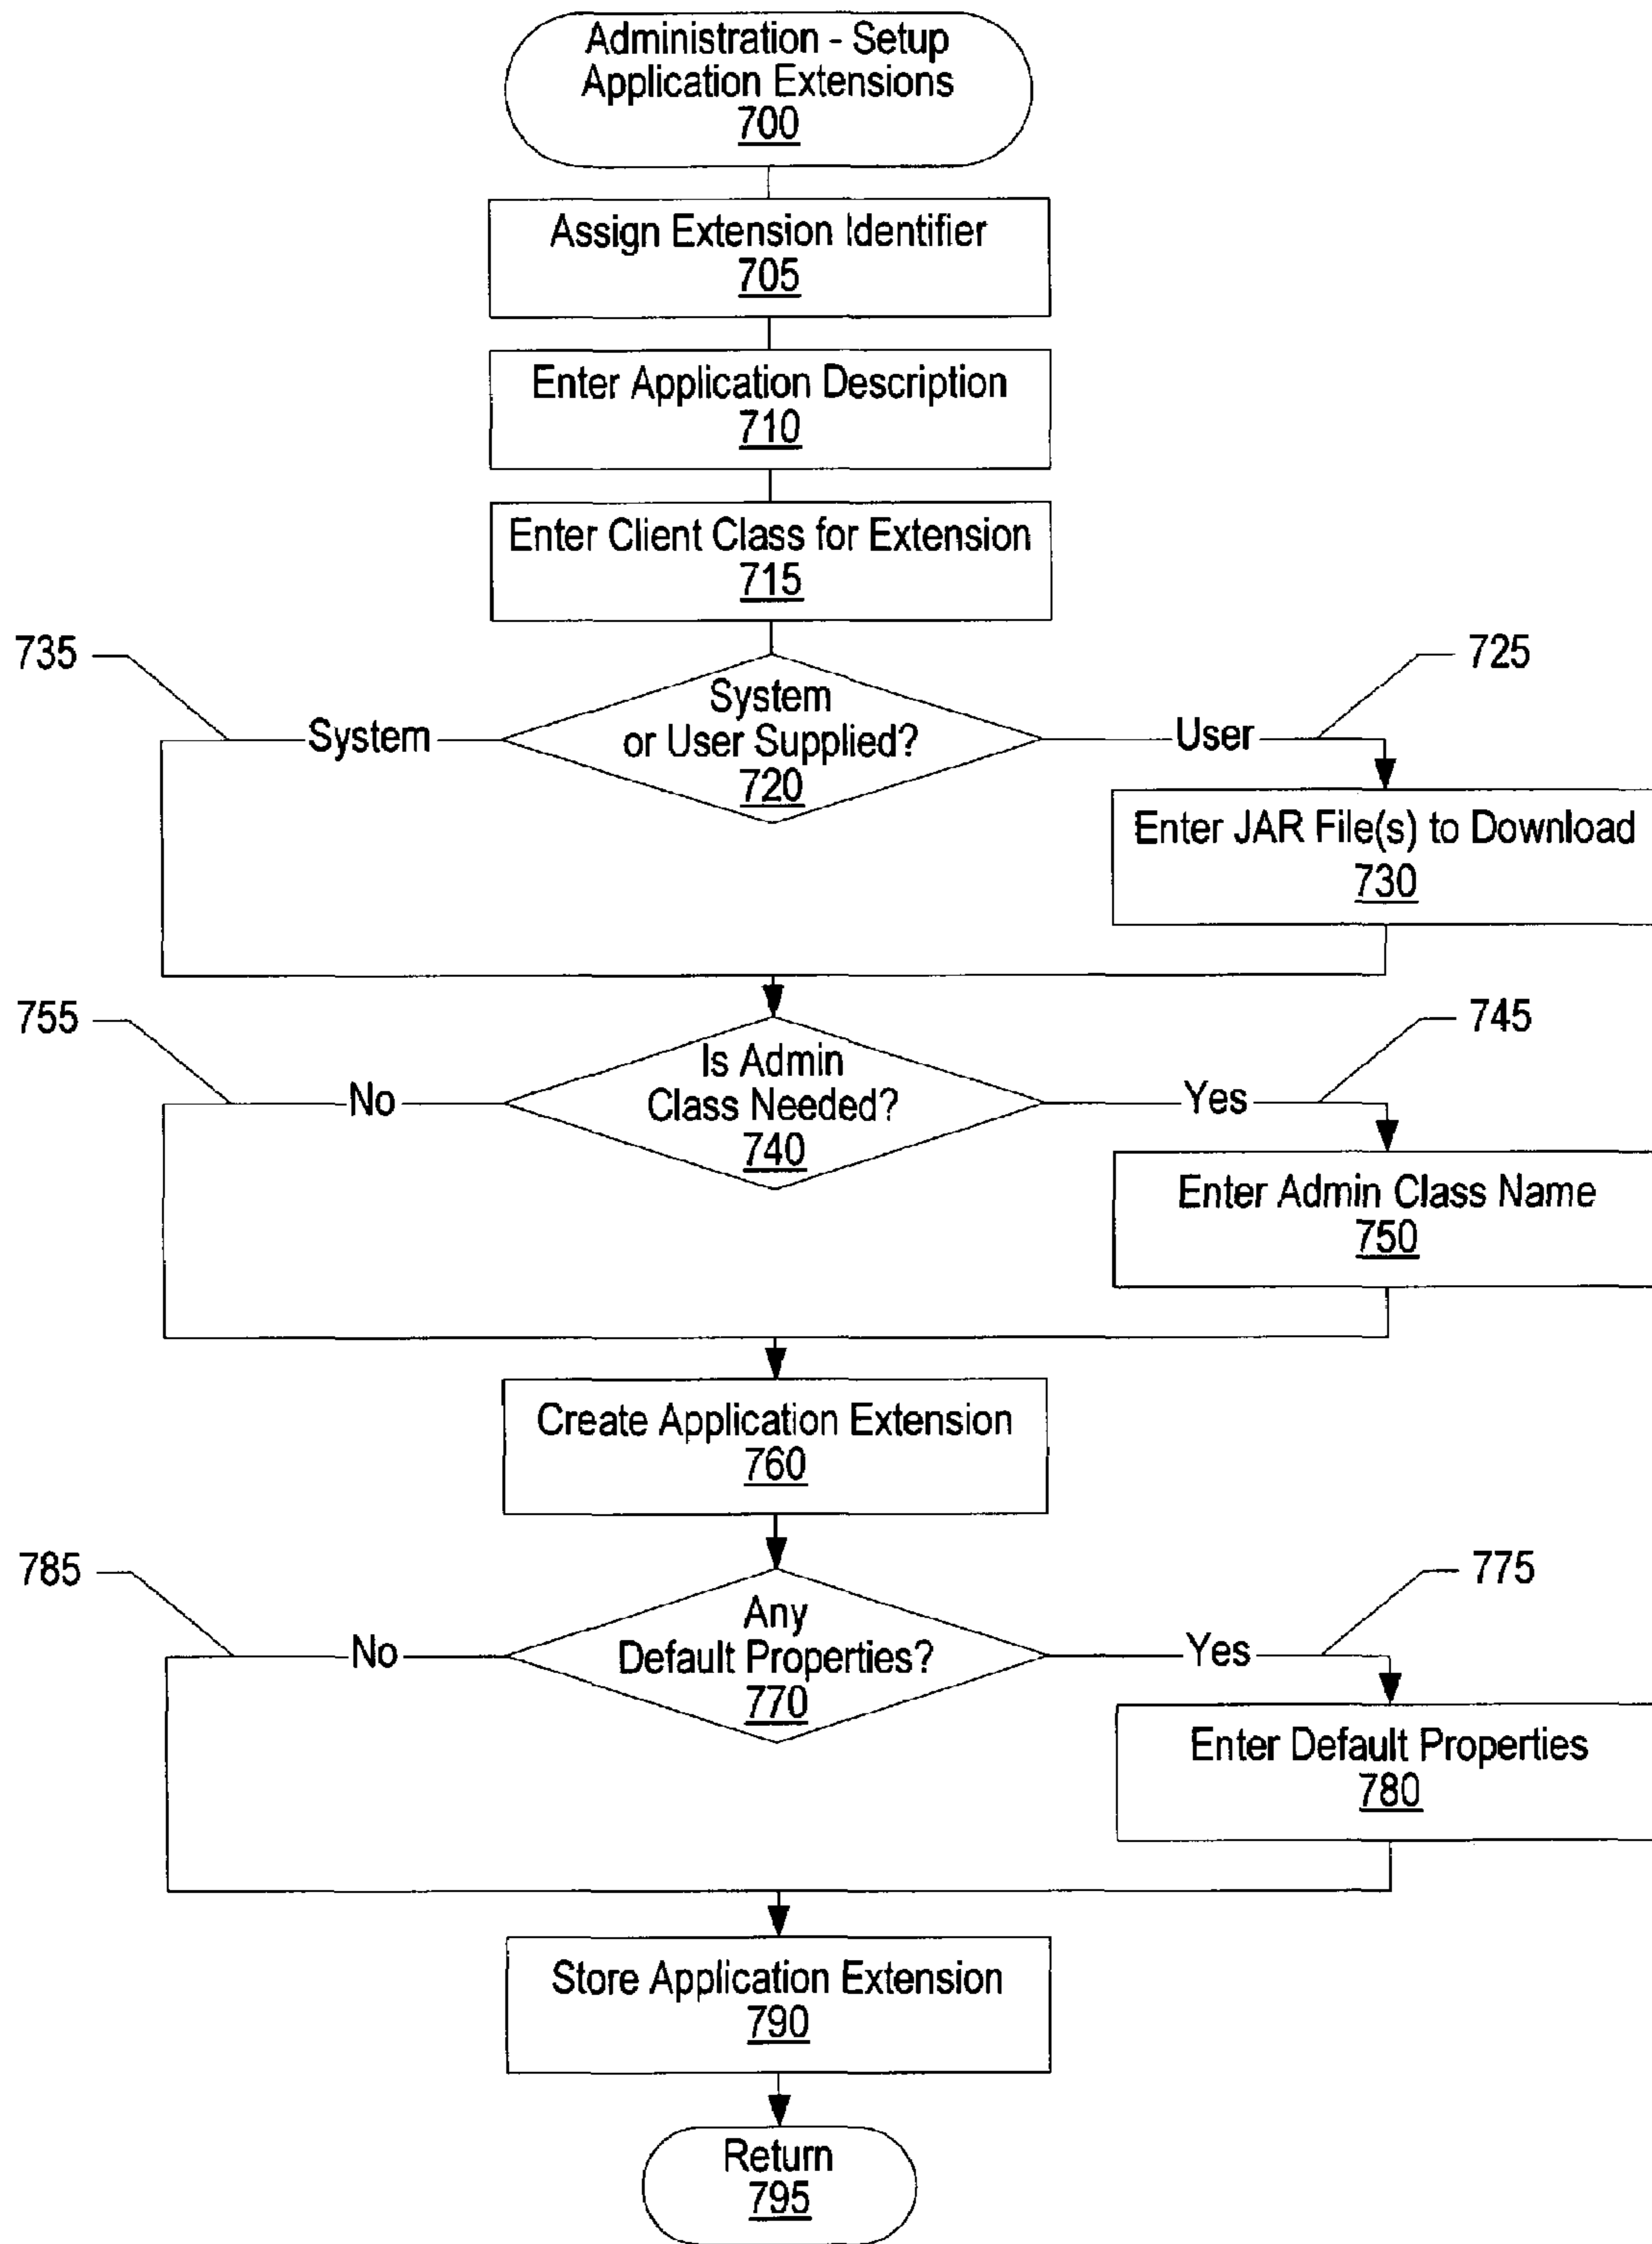 Administration - Setup
Application Extensions
700
Assign Extension Identifier
705
Enter Application Description
710
Enter Client Class for Extension
715
735
725
System
System
or User Supplied?
720
User
Enter JAR File(s) to Download
730
755
745
No
Is Admin
Class Needed?
740
Yes
Enter Admin Class Name
750
Create Application Extension
760
785
775
No
Any
Default Properties?
770
Yes
Enter Default Properties
780
Store Application Extension
790
Return
795